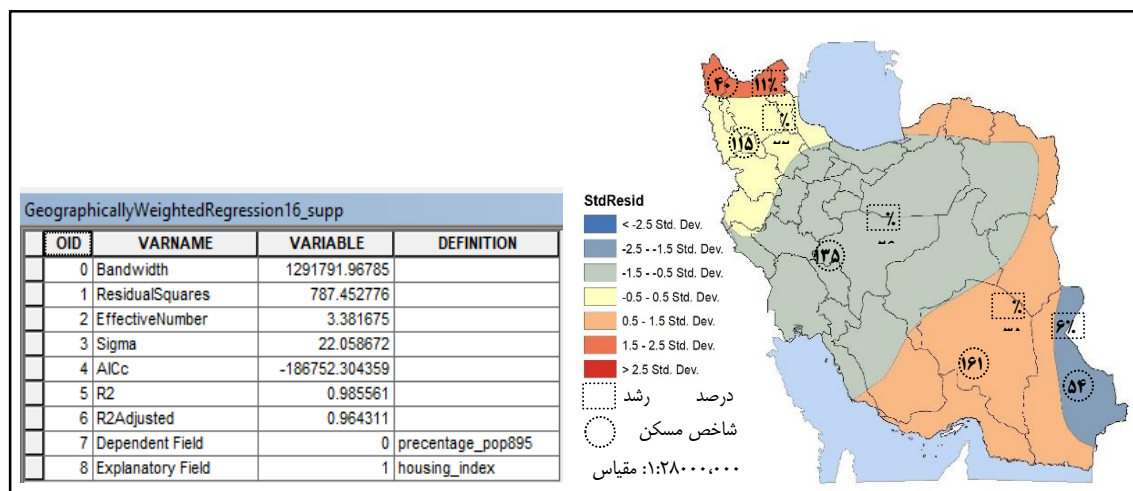 GeographicallyWeightedRegression16_supp
OID VARNAME VARIABLE DEFINITION
0 Bandwidth 1291791.96785
1 ResidualSquares 787.452776
2 EffectiveNumber 3.381675
3 Sigma 22.058672
4 AICc -186752.304359
5 R2 0.985561
6 R2Adjusted 0.964311
7 Dependent Field 0 precentage_pop895
8 Explanatory Field 1 housing_index
StdResid
< -2.5 Std. Dev.
-2.5 - -1.5 Std. Dev.
-1.5 - -0.5 Std. Dev.
-0.5 - 0.5 Std. Dev.
0.5 - 1.5 Std. Dev.
1.5 - 2.5 Std. Dev.
> 2.5 Std. Dev.
درصد رشد
شاخص مسکن
۱:۲۸۰۰۰،۰۰۰: مقیاس
۴۰
۱۱٪
٪
۱۱۵
٪
۱۳۵
٪
۶٪
۱۶۱
۵۴